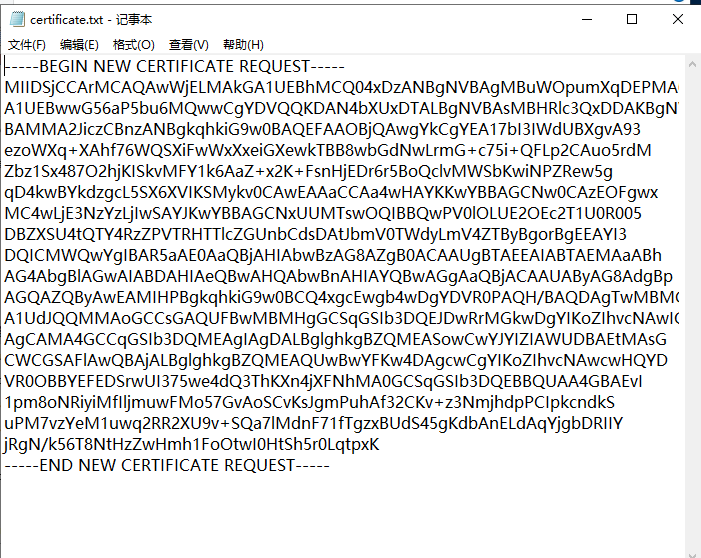 certificate.txt - 记事本
文件(F) 编辑(E) 格式(O) 查看(V) 帮助(H)
-----BEGIN NEW CERTIFICATE REQUEST-----
MIIDSjCCArMCAQAwWjELMAkGA1UEBhMCQ04xDzANBgNVBAgMBuWOpumXqDEPMA
A1UEBwwG56aP5bu6MQwwCgYDVQQKDAN4bXUxDTALBgNVBAsMBHRlc3QxDDAKBgN
BAMMA2JiczCBnzANBgkqhkiG9w0BAQEFAAOBjQAwgYkCgYEA17bI3IWdUBXgvA93
ezoWXq+XAhf76WQSXiFwWxXxeiGXewkTBB8wbGdNwLrmG+c75i+QFLp2CAuo5rdM
Zbz1Sx487O2hjKISkvMFY1k6AaZ+x2K+FsnHjEDr6r5BoQclvMWSbKwiNPZRew5g
qD4kwBYkdzgcL5SX6XVIKSMykv0CAwEAAaCCAa4wHAYKKwYBBAGCNw0CAzEOFgwx
MC4wLjE3NzYzLjIwSAYJKwYBBAGCNxUUMTswOQIBBQwPV0lOLUE2OEc2T1U0R005
DBZXSU4tQTY4RzZPVTRHTTlcZGUnbCdsDAtJbmV0TWdyLmV4ZTByBgorBgEEAYI3
DQICMWQwYgIBAR5aAE0AaQBjAHIAbwBzAG8AZgB0ACAAUgBTAEEAIABTAEMAaABh
AG4AbgBlAGwAIABDAHIAeQBwAHQAbwBnAHIAYQBwAGgAaQBjACAAUAByAG8AdgBp
AGQAZQByAwEAMIHPBgkqhkiG9w0BCQ4xgcEwgb4wDgYDVR0PAQH/BAQDAgTwMBMG
A1UdJQQMMAoGCCsGAQUFBwMBMHgGCSqGSIb3DQEJDwRrMGkwDgYIKoZIhvcNAwIC
AgCAMA4GCCqGSIb3DQMEAgIAgDALBglghkgBZQMEASowCwYJYIZIAWUDBAEtMAsG
CWCGSAFlAwQBAjALBglghkgBZQMEAQUwBwYFKw4DAgcwCgYIKoZIhvcNAwcwHQYD
VR0OBBYEFEDSrwUI375we4dQ3ThKXn4jXFNhMA0GCSqGSIb3DQEBBQUAA4GBAEvl
1pm8oNRiyiMfIljmuwFMo57GvAoSCvKsJgmPuhAf32CKv+z3NmjhdpPCIpkcndkS
uPM7vzYeM1uwq2RR2XU9v+SQa7lMdnF71fTgzxBUdS45gKdbAnELdAqYjgbDRIIY
jRgN/k56T8NtHzZwHmh1FoOtwI0HtSh5r0LqtpxK
-----END NEW CERTIFICATE REQUEST-----